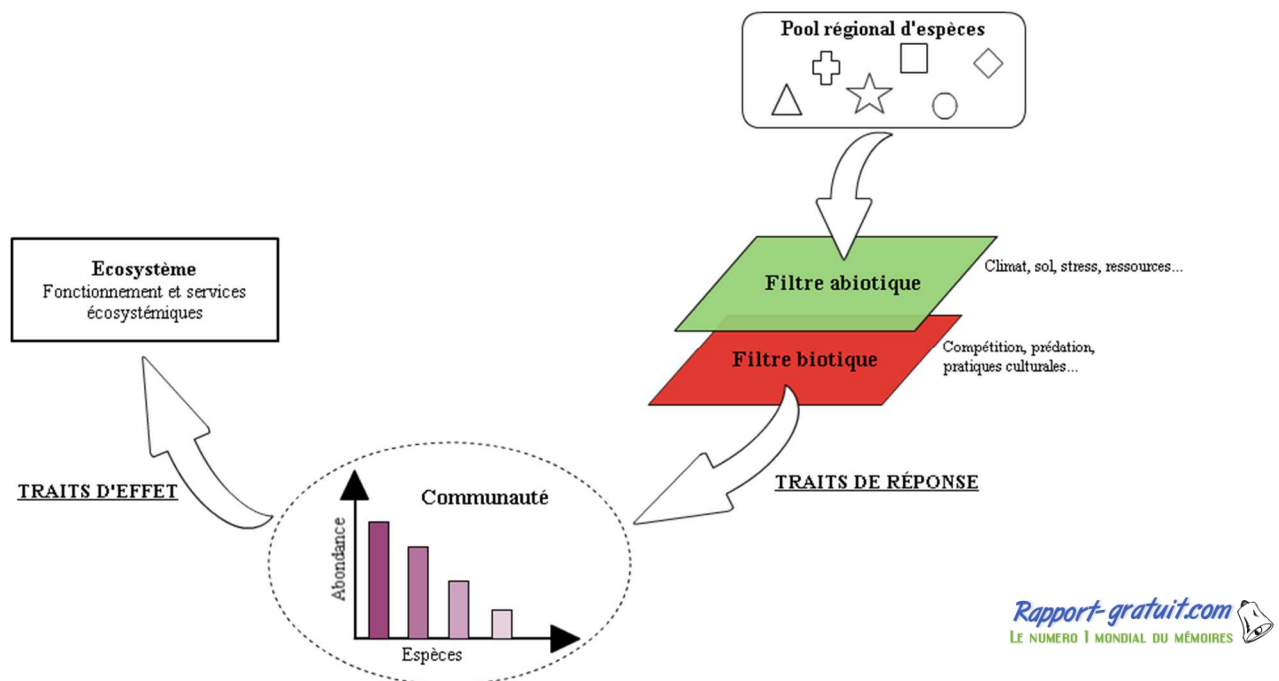 Pool régional d'espèces
Filtre abiotique
Climat, sol, stress, ressources...
Filtre biotique
Compétition, prédation,
pratiques culturales...
TRAITS DE RÉPONSE
Communauté
Abondance
Espèces
TRAITS D'EFFET
Ecosystème
Fonctionnement et services
écosystémiques
Rapport-gratuit.com
LE NUMERO 1 MONDIAL DU MÉMOIRES